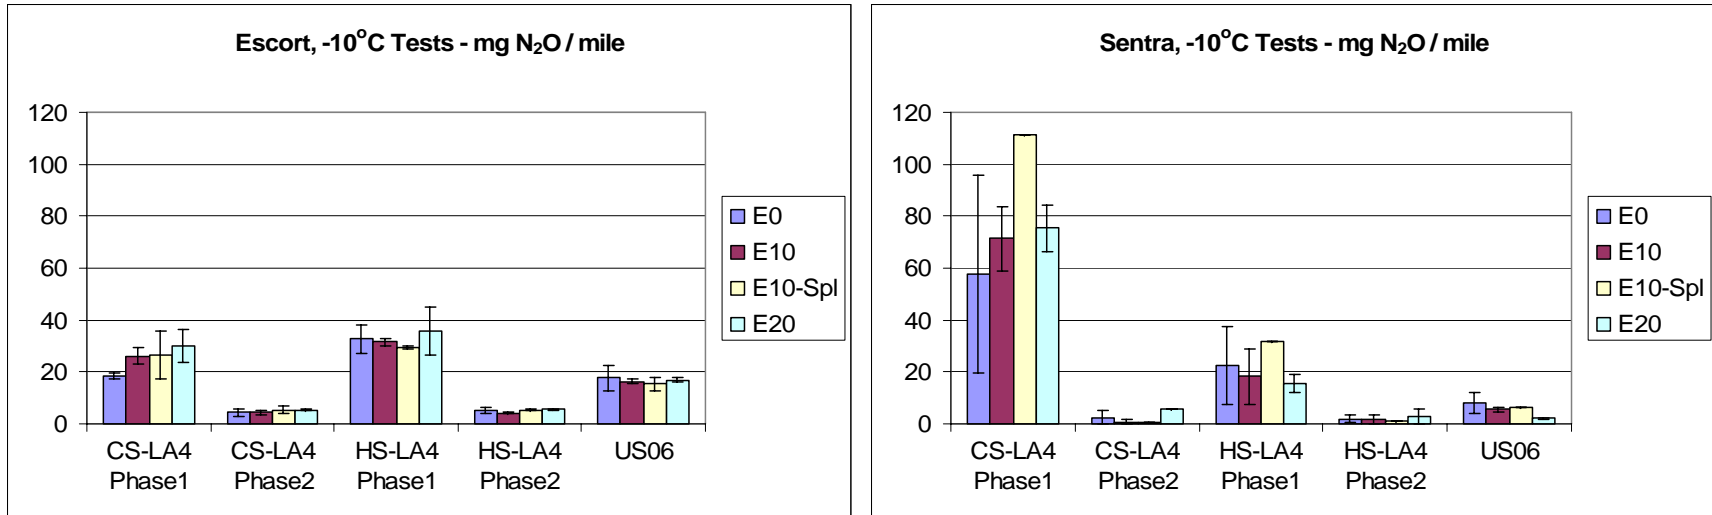 Escort, -10°C Tests - mg N₂O / mile
120
100
80
60
40
20
0
CS-LA4 Phase1
CS-LA4 Phase2
HS-LA4 Phase1
HS-LA4 Phase2
US06
E0
E10
E10-Spl
E20
Sentra, -10°C Tests - mg N₂O / mile
120
100
80
60
40
20
0
CS-LA4 Phase1
CS-LA4 Phase2
HS-LA4 Phase1
HS-LA4 Phase2
US06
E0
E10
E10-Spl
E20